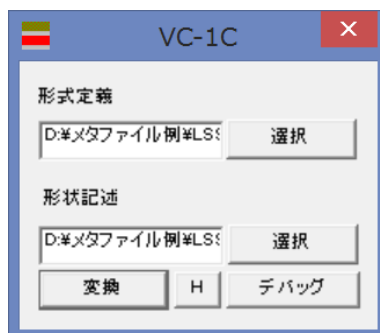 VC-1C
形式定義
D:¥メタファイル例¥LSS
選択
形状記述
D:¥メタファイル例¥LSS
選択
変換 H デバッグ